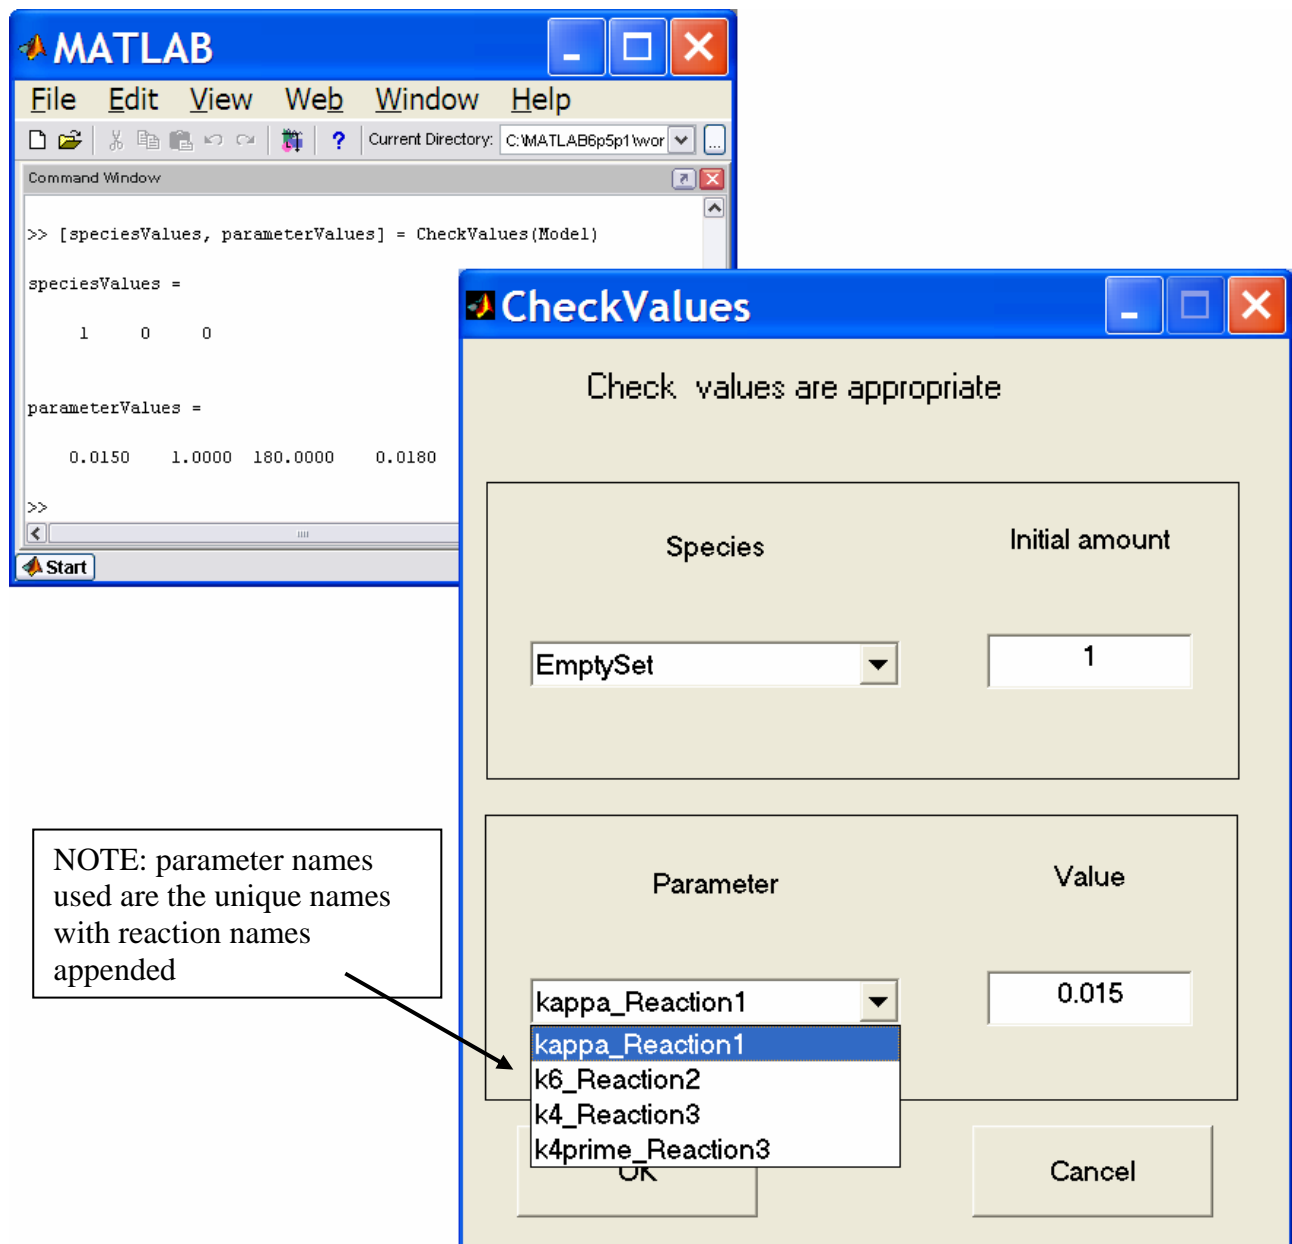 MATLAB
File Edit View Web Window Help
? Current Directory: C:\MATLAB6p5p1\wor ...
Command Window
>> [speciesValues, parameterValues] = CheckValues(Model)
speciesValues =
1 0 0
parameterValues =
0.0150 1.0000 180.0000 0.0180
>>
Start
CheckValues
Check values are appropriate
Species Initial amount
EmptySet 1
NOTE: parameter names
used are the unique names
with reaction names
appended
Parameter Value
kappa_Reaction1 0.015
kappa_Reaction1
k6_Reaction2
k4_Reaction3
k4prime_Reaction3
OK Cancel